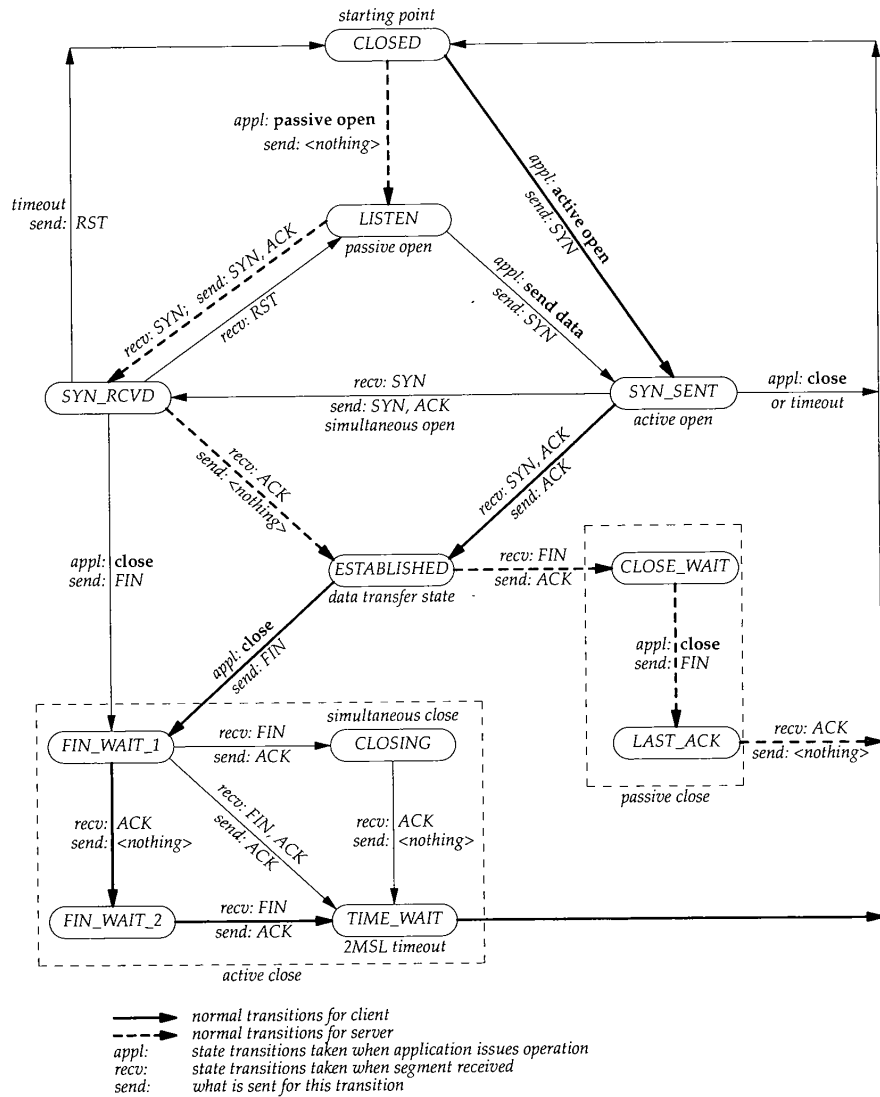 starting point
CLOSED
appl: passive open
send: <nothing>
appl: active open
send: SYN
timeout
send: RST
LISTEN
passive open
recv: SYN; send: SYN, ACK
recv: RST
appl: send data
send: SYN
SYN_RCVD
recv: SYN
send: SYN, ACK
simultaneous open
SYN_SENT
active open
appl: close
or timeout
recv: ACK
send: <nothing>
recv: SYN, ACK
send: ACK
appl: close
send: FIN
ESTABLISHED
data transfer state
recv: FIN
send: ACK
CLOSE_WAIT
appl: close
send: FIN
appl: close
send: FIN
LAST_ACK
recv: ACK
send: <nothing>
passive close
simultaneous close
FIN_WAIT_1
recv: FIN
send: ACK
CLOSING
recv: ACK
send: <nothing>
recv: FIN, ACK
send: ACK
recv: ACK
send: <nothing>
FIN_WAIT_2
recv: FIN
send: ACK
TIME_WAIT
2MSL timeout
active close
normal transitions for client
normal transitions for server
appl: state transitions taken when application issues operation
recv: state transitions taken when segment received
send: what is sent for this transition